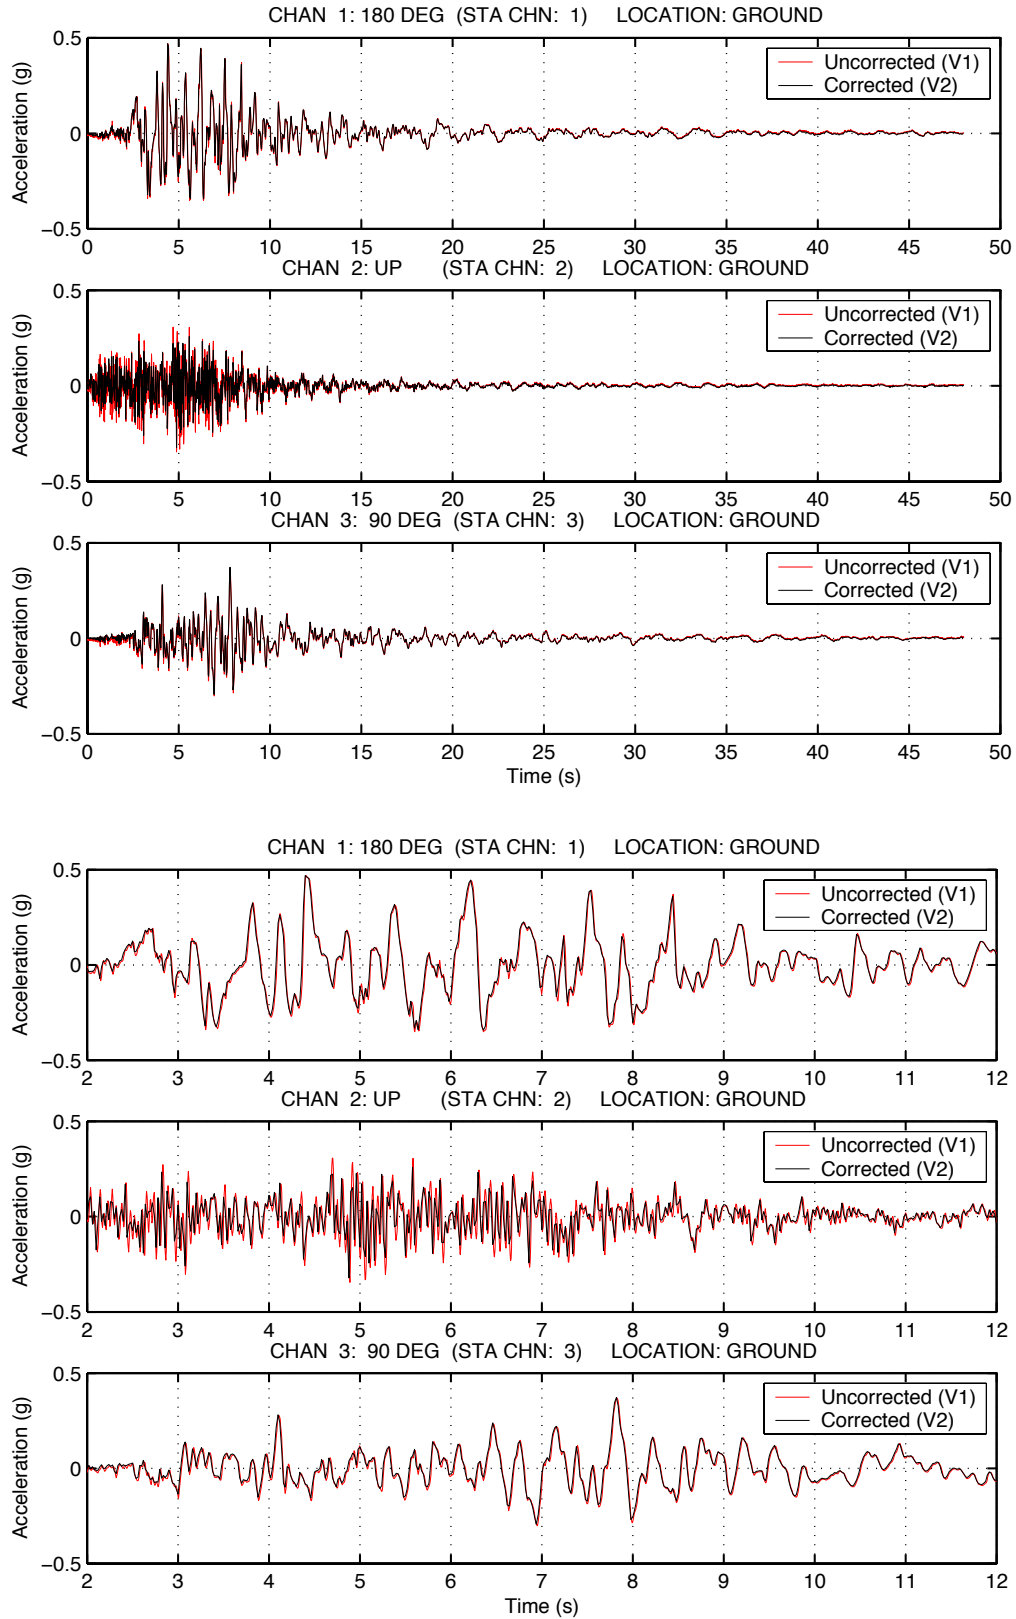 CHAN 1: 180 DEG (STA CHN: 1) LOCATION: GROUND
Acceleration (g)
0.5
0
−0.5
Uncorrected (V1)
Corrected (V2)
0 5 10 15 20 25 30 35 40 45 50
CHAN 2: UP (STA CHN: 2) LOCATION: GROUND
Acceleration (g)
0.5
0
−0.5
Uncorrected (V1)
Corrected (V2)
0 5 10 15 20 25 30 35 40 45 50
CHAN 3: 90 DEG (STA CHN: 3) LOCATION: GROUND
Acceleration (g)
0.5
0
−0.5
Uncorrected (V1)
Corrected (V2)
0 5 10 15 20 25 30 35 40 45 50
Time (s)
CHAN 1: 180 DEG (STA CHN: 1) LOCATION: GROUND
Acceleration (g)
0.5
0
−0.5
Uncorrected (V1)
Corrected (V2)
2 3 4 5 6 7 8 9 10 11 12
CHAN 2: UP (STA CHN: 2) LOCATION: GROUND
Acceleration (g)
0.5
0
−0.5
Uncorrected (V1)
Corrected (V2)
2 3 4 5 6 7 8 9 10 11 12
CHAN 3: 90 DEG (STA CHN: 3) LOCATION: GROUND
Acceleration (g)
0.5
0
−0.5
Uncorrected (V1)
Corrected (V2)
2 3 4 5 6 7 8 9 10 11 12
Time (s)